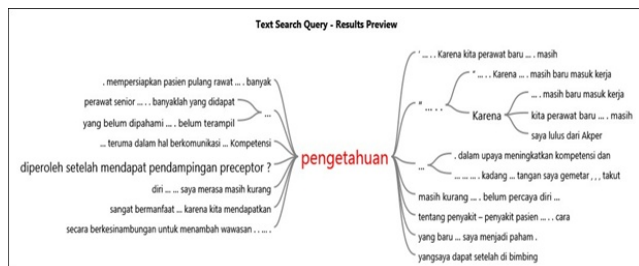 Text Search Query - Results Preview
. mempersiapkan pasien pulang rawat ... . banyak
perawat senior ... . . banyaklah yang didapat
yang belum dipahami ... . belum terampil
...
... teruma dalam hal berkomunikasi ... Kompetensi
diperoleh setelah mendapat pendampingan preceptor ?
diri ... ... saya merasa masih kurang
sangat bermanfaat ... karena kita mendapatkan
secara berkesinambungan untuk menambah wawasan . . ... .
pengetahuan
' ... . . Karena kita perawat baru ... . masih
" ... . .
" ... . . Karena ... . masih baru masuk kerja
Karena
... . masih baru masuk kerja
kita perawat baru ... . masih
saya lulus dari Akper
...
. dalam upaya meningkatkan kompetensi dan
... ... ... . kadang ... tangan saya gemetar , , , takut
masih kurang ... . belum percaya diri ...
tentang penyakit – penyakit pasien ... . . cara
yang baru ... saya menjadi paham .
yangsaya dapat setelah di bimbing